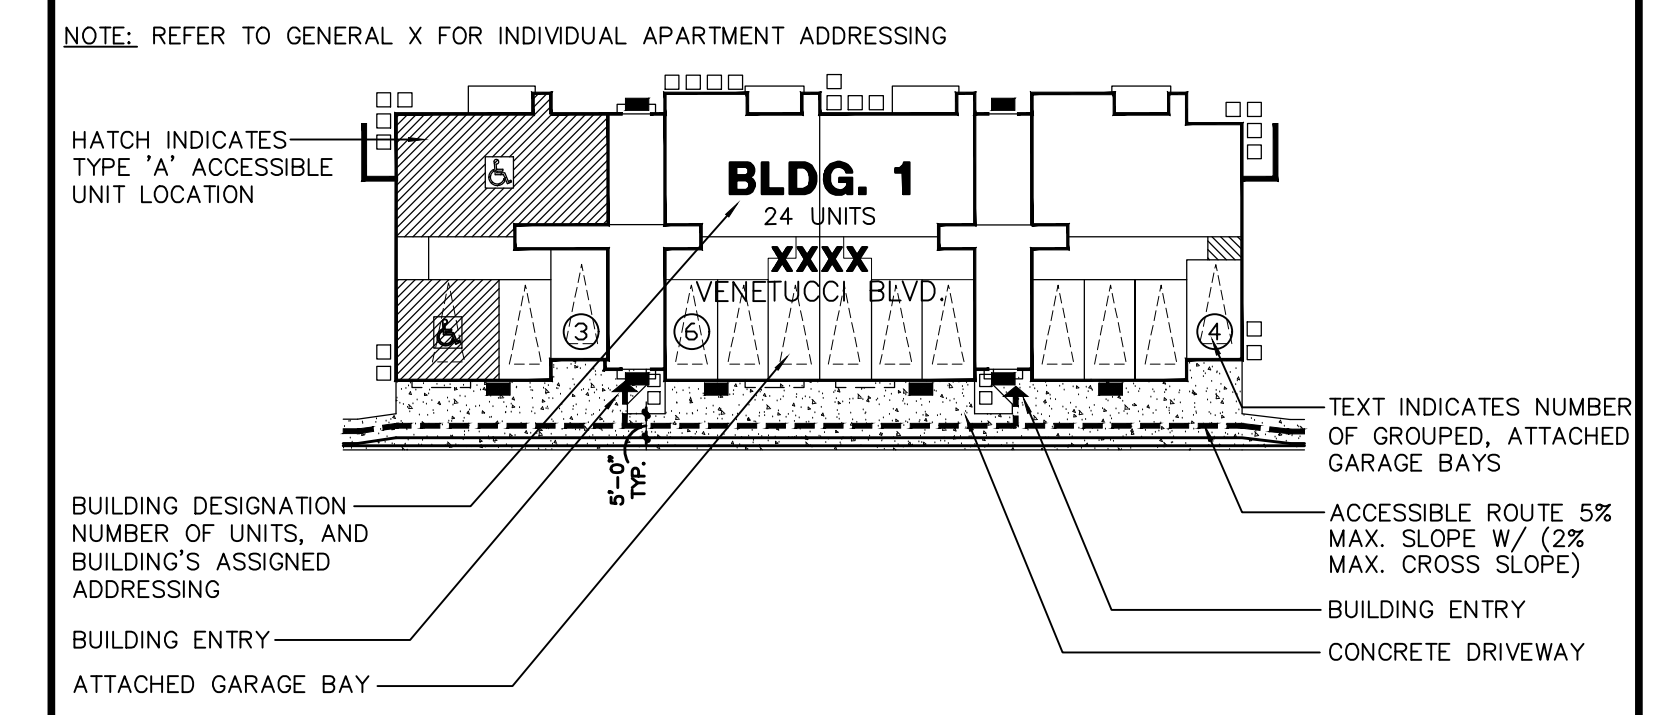 NOTE: REFER TO GENERAL X FOR INDIVIDUAL APARTMENT ADDRESSING
HATCH INDICATES
TYPE 'A' ACCESSIBLE
UNIT LOCATION
BLDG. 1
24 UNITS
XXXX
VENETUCCI BLVD.
3
6
4
5'-0"
TYP.
TEXT INDICATES NUMBER
OF GROUPED, ATTACHED
GARAGE BAYS
BUILDING DESIGNATION
NUMBER OF UNITS, AND
BUILDING'S ASSIGNED
ADDRESSING
ACCESSIBLE ROUTE 5%
MAX. SLOPE W/ (2%
MAX. CROSS SLOPE)
BUILDING ENTRY
BUILDING ENTRY
CONCRETE DRIVEWAY
ATTACHED GARAGE BAY